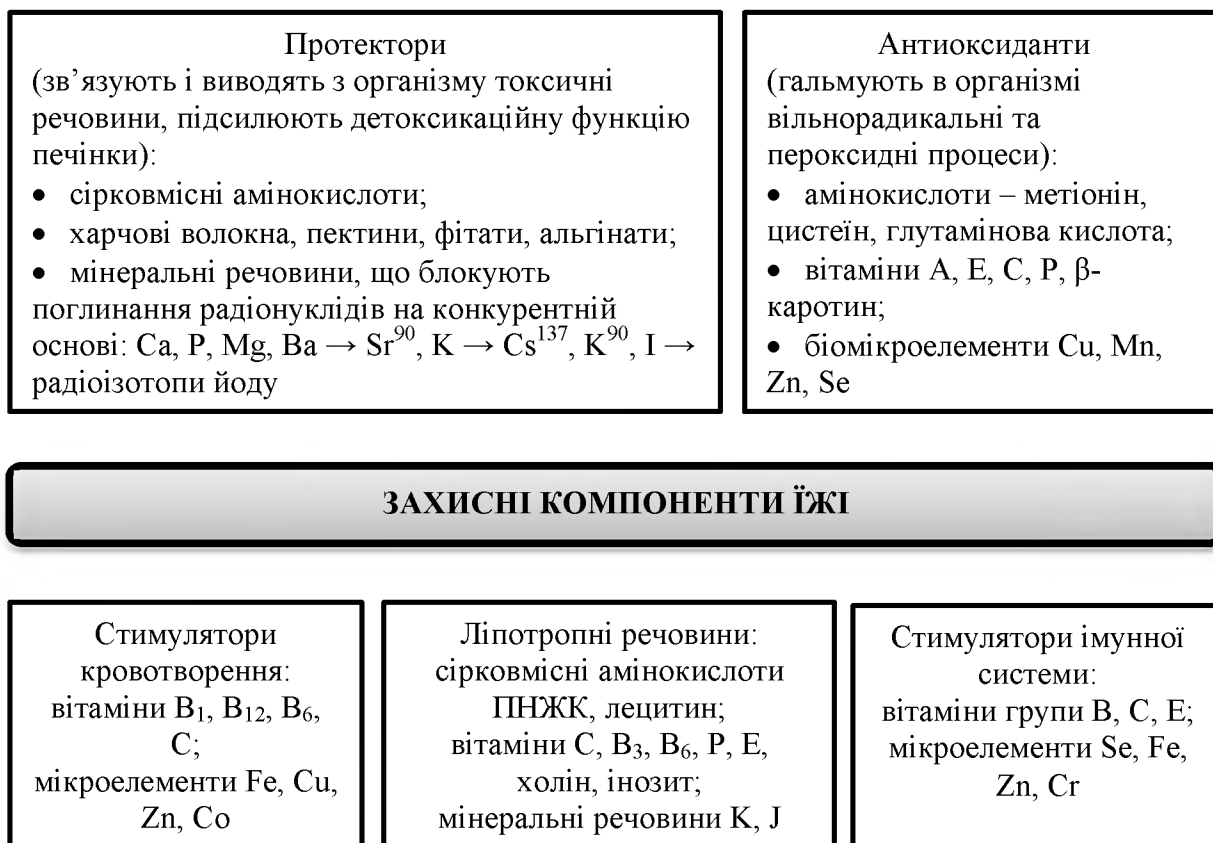 Протектори
(зв’язують і виводять з організму токсичні
речовини, підсилюють детоксикаційну функцію
печінки):
• сірковмісні амінокислоти;
• харчові волокна, пектини, фітати, альгінати;
• мінеральні речовини, що блокують
поглинання радіонуклідів на конкурентній
основі: Ca, P, Mg, Ba → Sr⁹⁰, K → Cs¹³⁷, K⁹⁰, I →
радіоізотопи йоду
Антиоксиданти
(гальмують в організмі
вільнорадикальні та
пероксидні процеси):
• амінокислоти – метіонін,
цистеїн, глутамінова кислота;
• вітаміни А, Е, С, Р, β-
каротин;
• біомікроелементи Cu, Mn,
Zn, Se
ЗАХИСНІ КОМПОНЕНТИ ЇЖІ
Стимулятори
кровотворення:
вітаміни B₁, B₁₂, B₆,
C;
мікроелементи Fe, Cu,
Zn, Co
Ліпотропні речовини:
сірковмісні амінокислоти
ПНЖК, лецитин;
вітаміни С, В₃, В₆, Р, Е,
холін, інозит;
мінеральні речовини K, J
Стимулятори імунної
системи:
вітаміни групи В, С, Е;
мікроелементи Se, Fe,
Zn, Cr